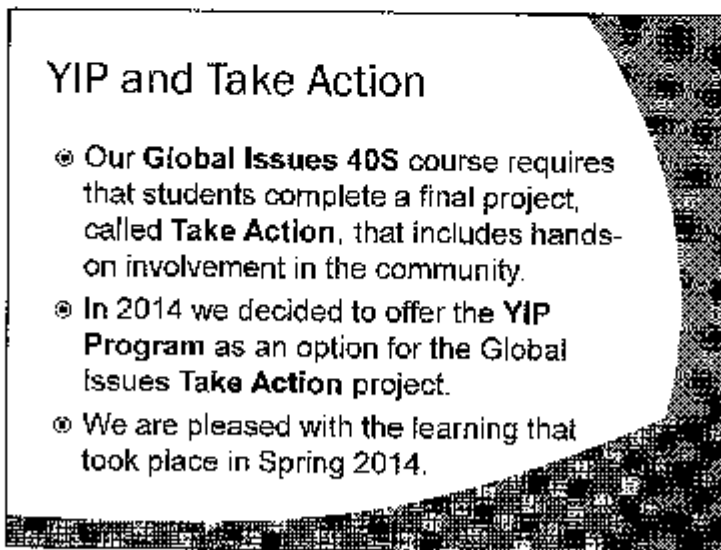 YIP and Take Action
Our Global Issues 40S course requires
that students complete a final project,
called Take Action, that includes hands-
on involvement in the community.
In 2014 we decided to offer the YIP
Program as an option for the Global
Issues Take Action project.
We are pleased with the learning that
took place in Spring 2014.